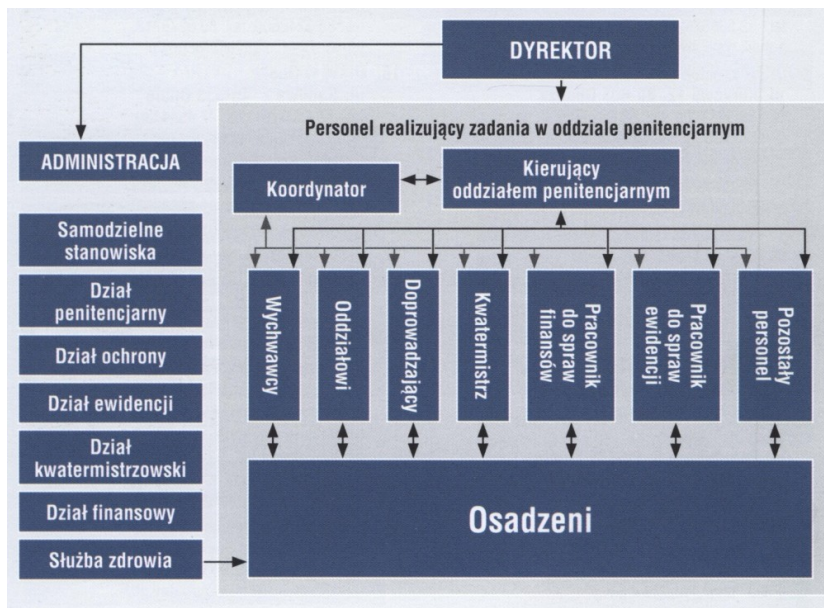 DYREKTOR
Personel realizujący zadania w oddziale penitencjarnym
ADMINISTRACJA
Koordynator
Kierujący
oddziałem penitencjarnym
Samodzielne
stanowiska
Dział
penitencjarny
Dział ochrony
Dział ewidencji
Dział
kwatermistrzowski
Dział finansowy
Służba zdrowia
Wychwawcy
Oddziałowi
Doprowadzający
Kwatermistrz
Pracownik
do spraw
finansów
Pracownik
do spraw
ewidencji
Pozostały
personel
Osadzeni